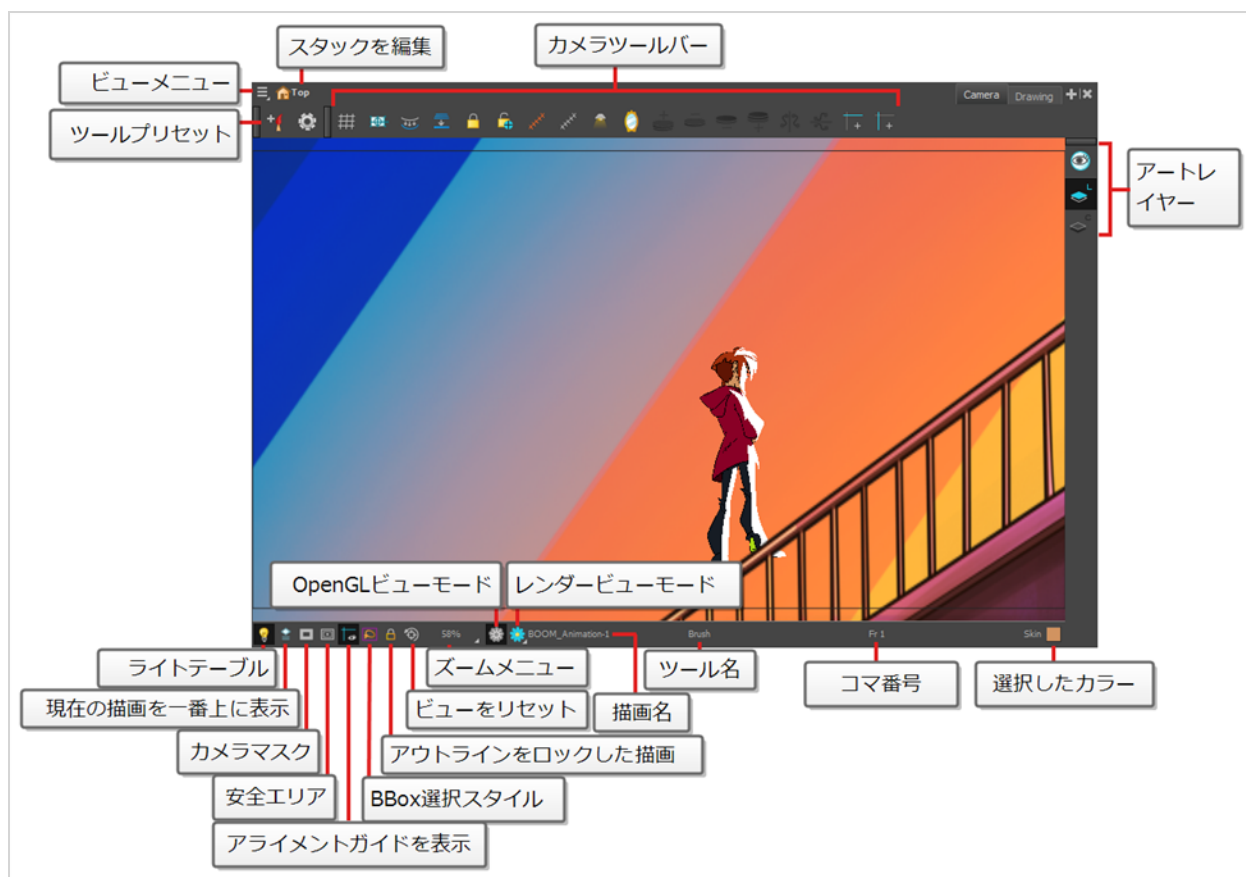 スタックを編集
カメラツールバー
ビューメニュー
Top
Camera
Drawing
ツールプリセット
アートレ
イヤー
L
C
OpenGLビューモード
レンダービューモード
58%
BOOM_Animation-1
Brush
Fr 1
Skin
ライトテーブル
ズームメニュー
ツール名
コマ番号
選択したカラー
現在の描画を一番上に表示
ビューをリセット
描画名
カメラマスク
アウトラインをロックした描画
安全エリア
BBox選択スタイル
アライメントガイドを表示